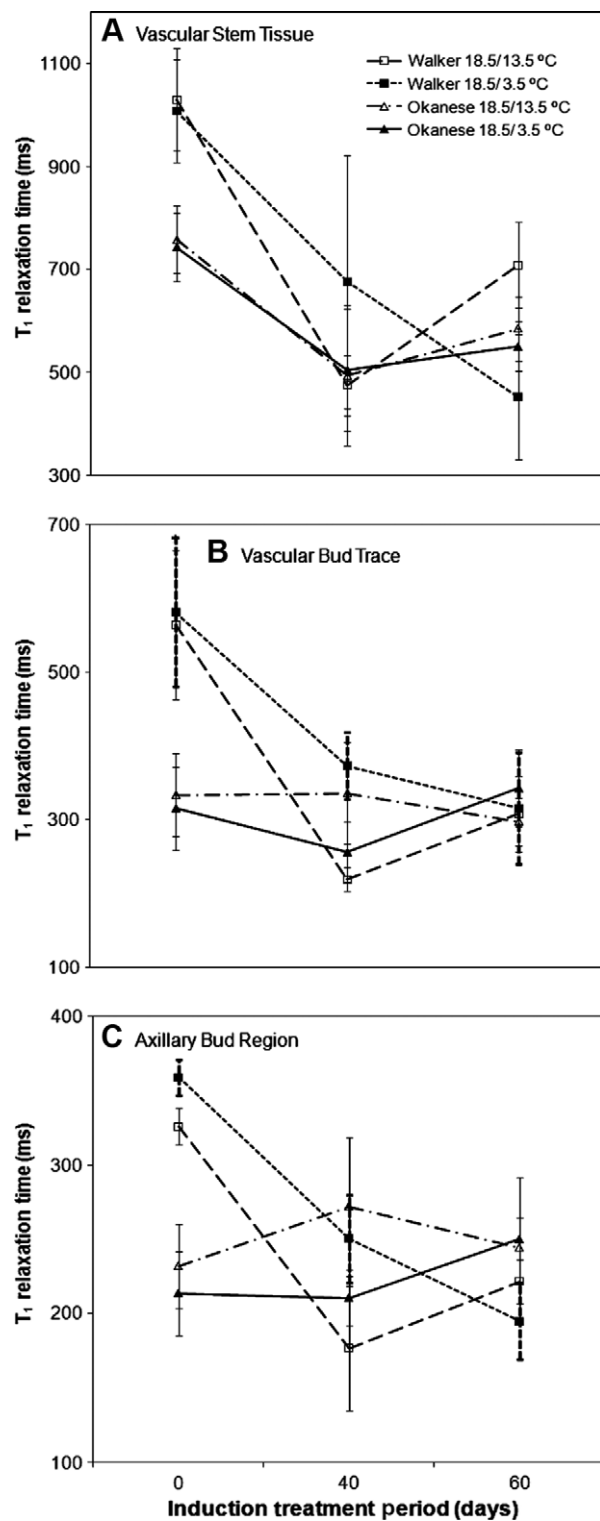 A Vascular Stem Tissue
Walker 18.5/13.5 ºC
Walker 18.5/3.5 ºC
Okanese 18.5/13.5 ºC
Okanese 18.5/3.5 ºC
1100
900
700
500
300
T₁ relaxation time (ms)
B Vascular Bud Trace
700
500
300
100
T₁ relaxation time (ms)
C Axillary Bud Region
400
300
200
100
T₁ relaxation time (ms)
0 40 60
Induction treatment period (days)